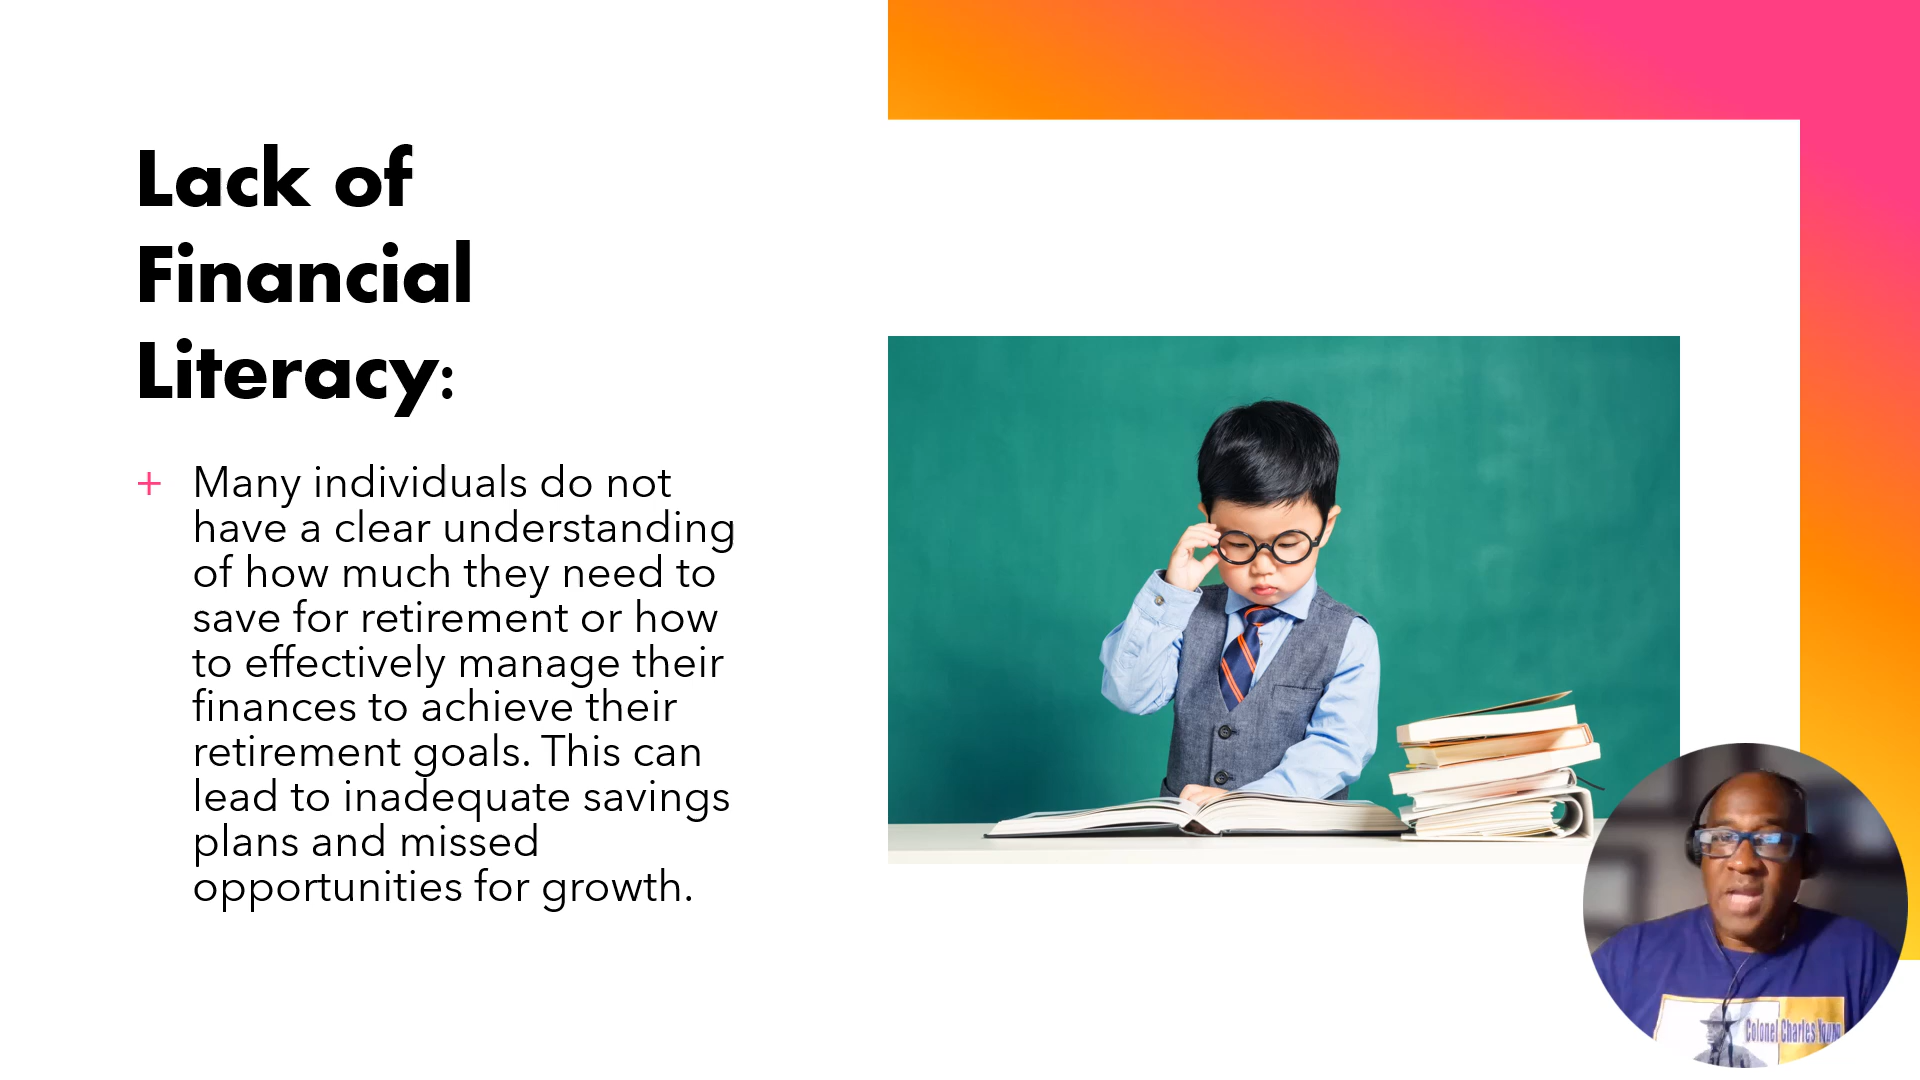 Lack of
Financial
Literacy:
+ Many individuals do not
have a clear understanding
of how much they need to
save for retirement or how
to effectively manage their
finances to achieve their
retirement goals. This can
lead to inadequate savings
plans and missed
opportunities for growth.
Colonel Charles Young